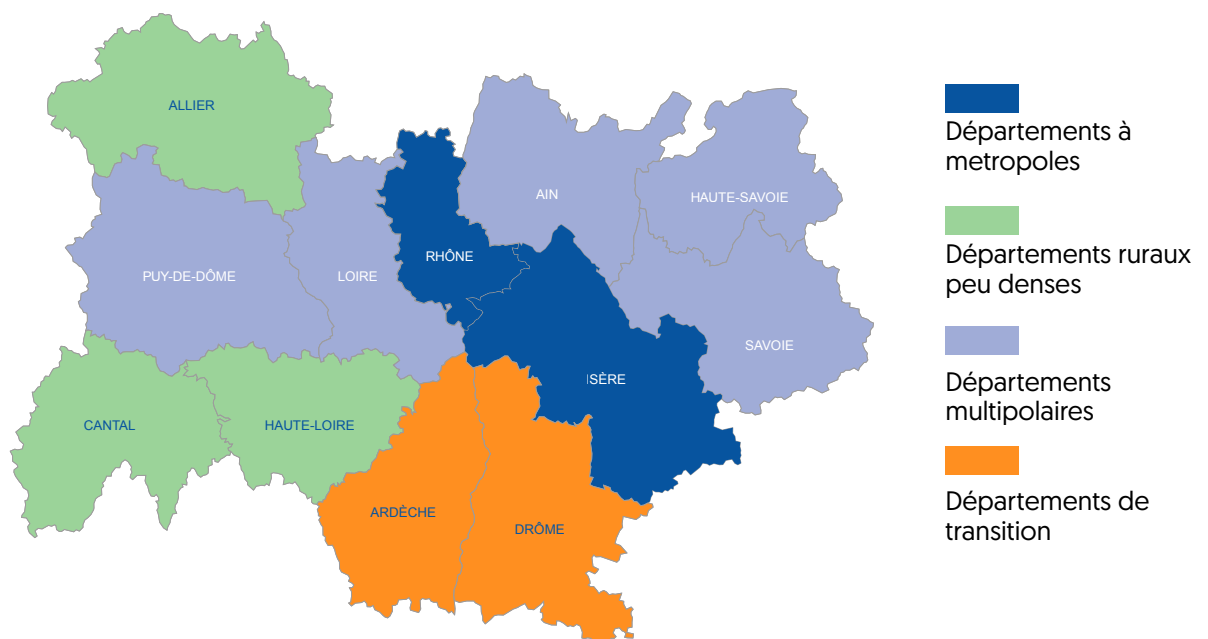 ALLIER
AIN
HAUTE-SAVOIE
RHÔNE
PUY-DE-DÔME
LOIRE
SAVOIE
ISÈRE
CANTAL
HAUTE-LOIRE
ARDÈCHE
DRÔME
Départements à
metropoles
Départements ruraux
peu denses
Départements
multipolaires
Départements de
transition